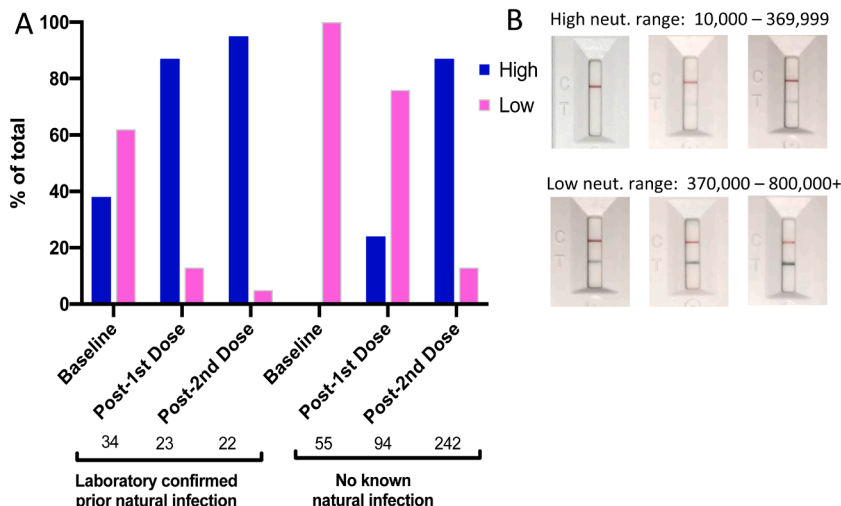 A
% of total
100
80
60
40
20
0
High
Low
Baseline
Post-1st Dose
Post-2nd Dose
Baseline
Post-1st Dose
Post-2nd Dose
34 23 22 55 94 242
Laboratory confirmed
prior natural infection
No known
natural infection
B
High neut. range: 10,000 – 369,999
C
T
C
T
C
T
Low neut. range: 370,000 – 800,000+
C
T
C
T
C
T